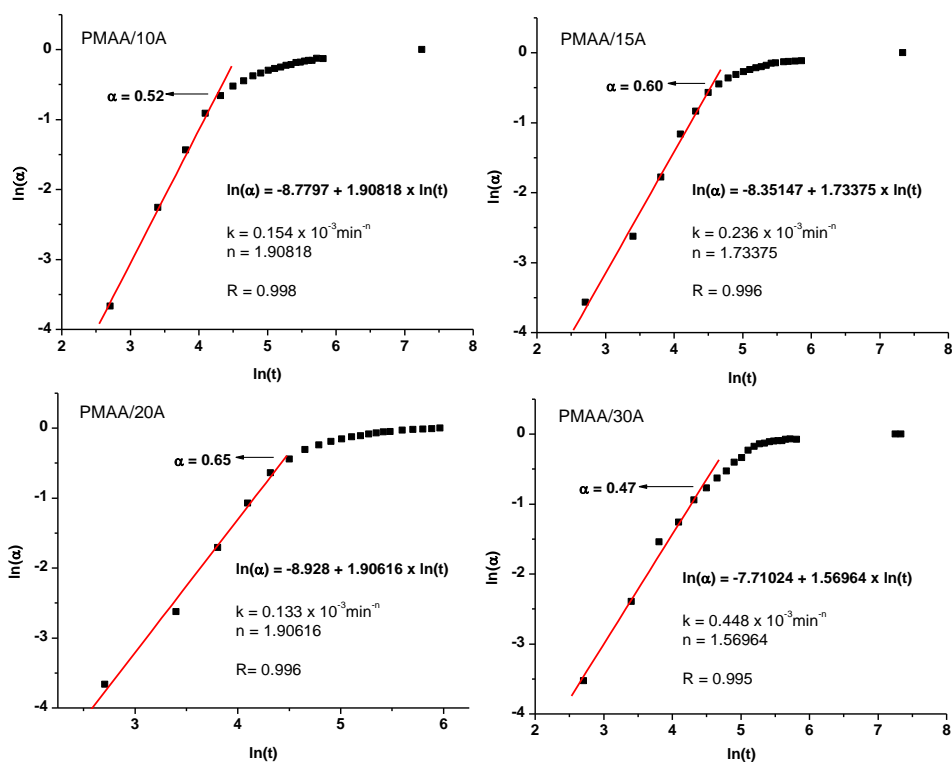 PMAA/10A
α = 0.52
ln(α) = -8.7797 + 1.90818 x ln(t)
k = 0.154 x 10⁻³min⁻ⁿ
n = 1.90818
R = 0.998
ln(α)
0
-1
-2
-3
-4
2 3 4 5 6 7 8
ln(t)
PMAA/15A
α = 0.60
ln(α) = -8.35147 + 1.73375 x ln(t)
k = 0.236 x 10⁻³min⁻ⁿ
n = 1.73375
R = 0.996
ln(α)
0
-1
-2
-3
-4
2 3 4 5 6 7 8
ln(t)
PMAA/20A
α = 0.65
ln(α) = -8.928 + 1.90616 x ln(t)
k = 0.133 x 10⁻³min⁻ⁿ
n = 1.90616
R= 0.996
ln(α)
0
-1
-2
-3
-4
3 4 5 6
ln(t)
PMAA/30A
α = 0.47
ln(α) = -7.71024 + 1.56964 x ln(t)
k = 0.448 x 10⁻³min⁻ⁿ
n = 1.56964
R = 0.995
ln(α)
0
-1
-2
-3
-4
2 3 4 5 6 7 8
ln(t)